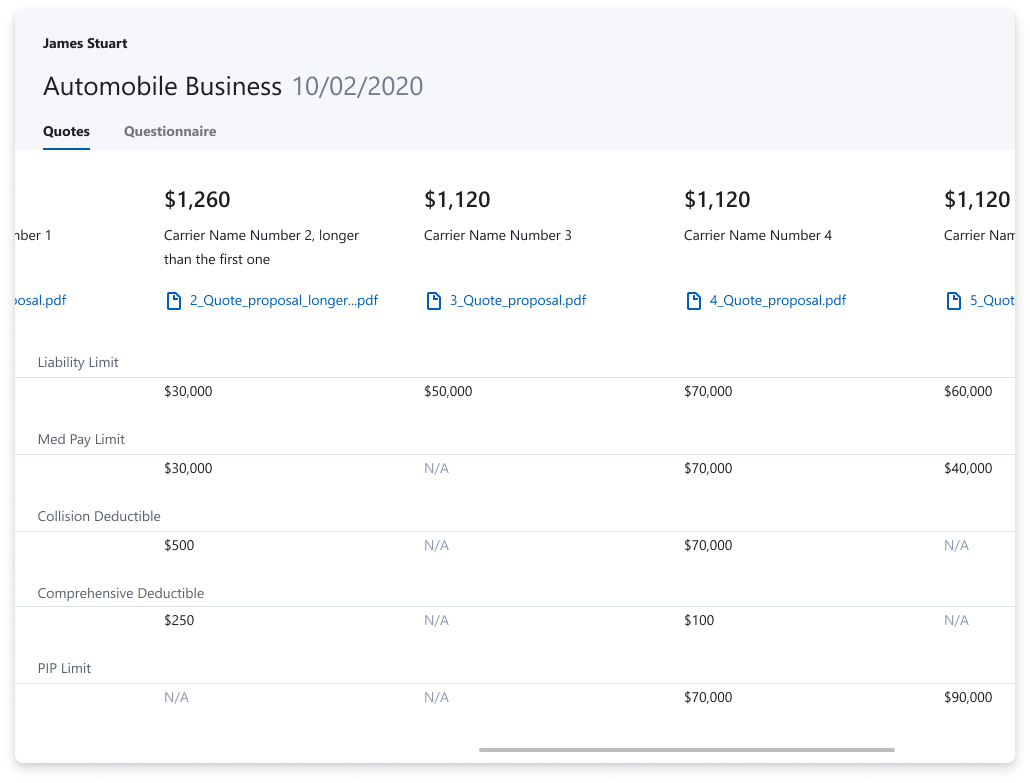 James Stuart
Automobile Business 10/02/2020
Quotes Questionnaire
$1,260 $1,120 $1,120 $1,120
nber 1 Carrier Name Number 2, longer Carrier Name Number 3 Carrier Name Number 4 Carrier Nam
than the first one
posal.pdf 2_Quote_proposal_longer...pdf 3_Quote_proposal.pdf 4_Quote_proposal.pdf 5_Quot
Liability Limit
$30,000 $50,000 $70,000 $60,000
Med Pay Limit
$30,000 N/A $70,000 $40,000
Collision Deductible
$500 N/A $70,000 N/A
Comprehensive Deductible
$250 N/A $100 N/A
PIP Limit
N/A N/A $70,000 $90,000